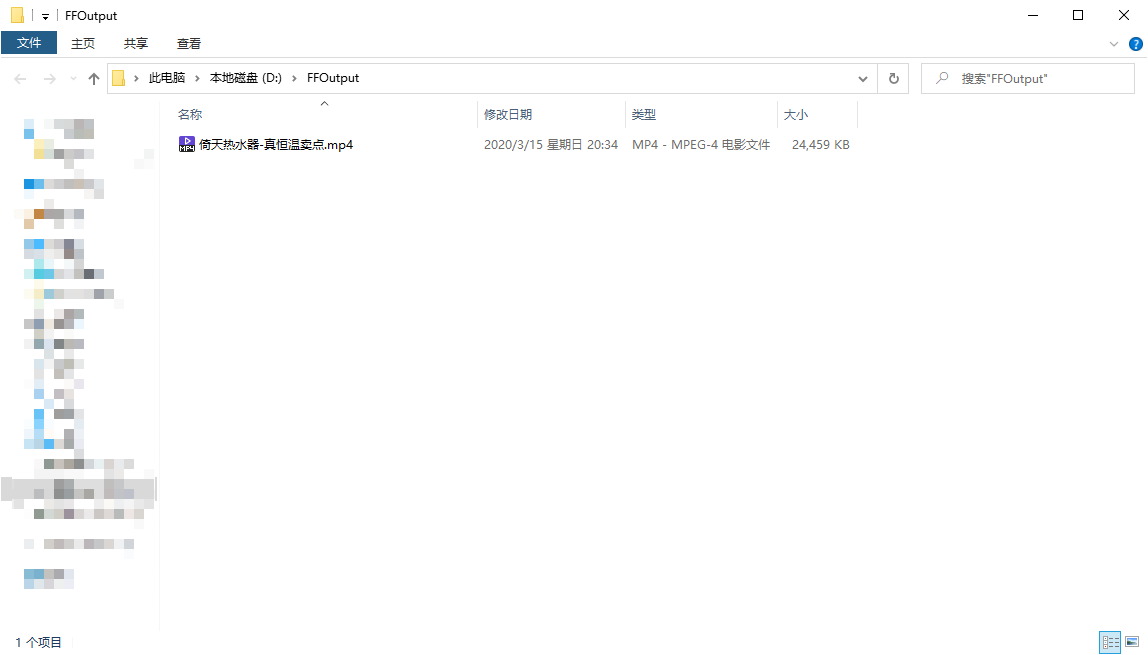 FFOutput
文件 主页 共享 查看
此电脑 › 本地磁盘 (D:) › FFOutput
搜索"FFOutput"
名称 修改日期 类型 大小
倚天热水器-真恒温卖点.mp4 2020/3/15 星期日 20:34 MP4 - MPEG-4 电影文件 24,459 KB
1 个项目